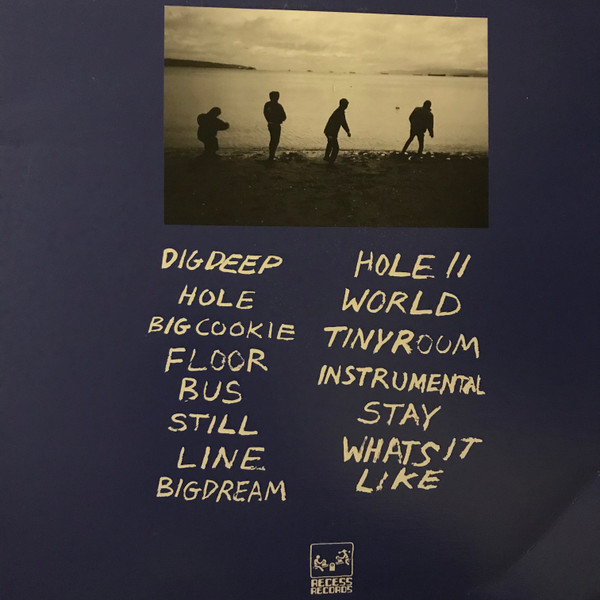 DIGDEEP
HOLE
BIGCOOKIE
FLOOR
BUS
STILL
LINE
BIGDREAM
HOLE II
WORLD
TINYROOM
INSTRUMENTAL
STAY
WHATS IT
LIKE
RECESS
RECORDS